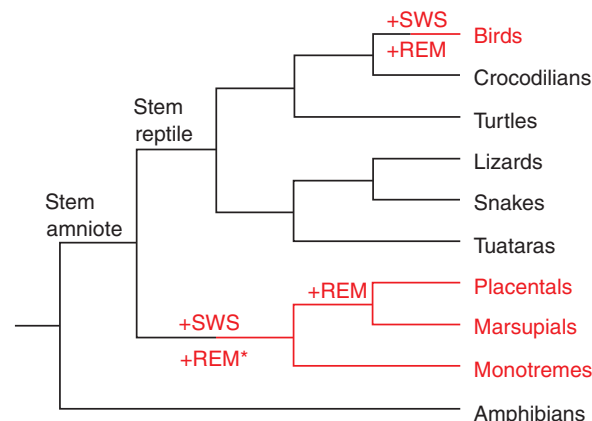 +SWS
Birds
+REM
Crocodilians
Stem
reptile
Turtles
Lizards
Snakes
Stem
amniote
Tuataras
+REM
Placentals
+SWS
Marsupials
+REM*
Monotremes
Amphibians